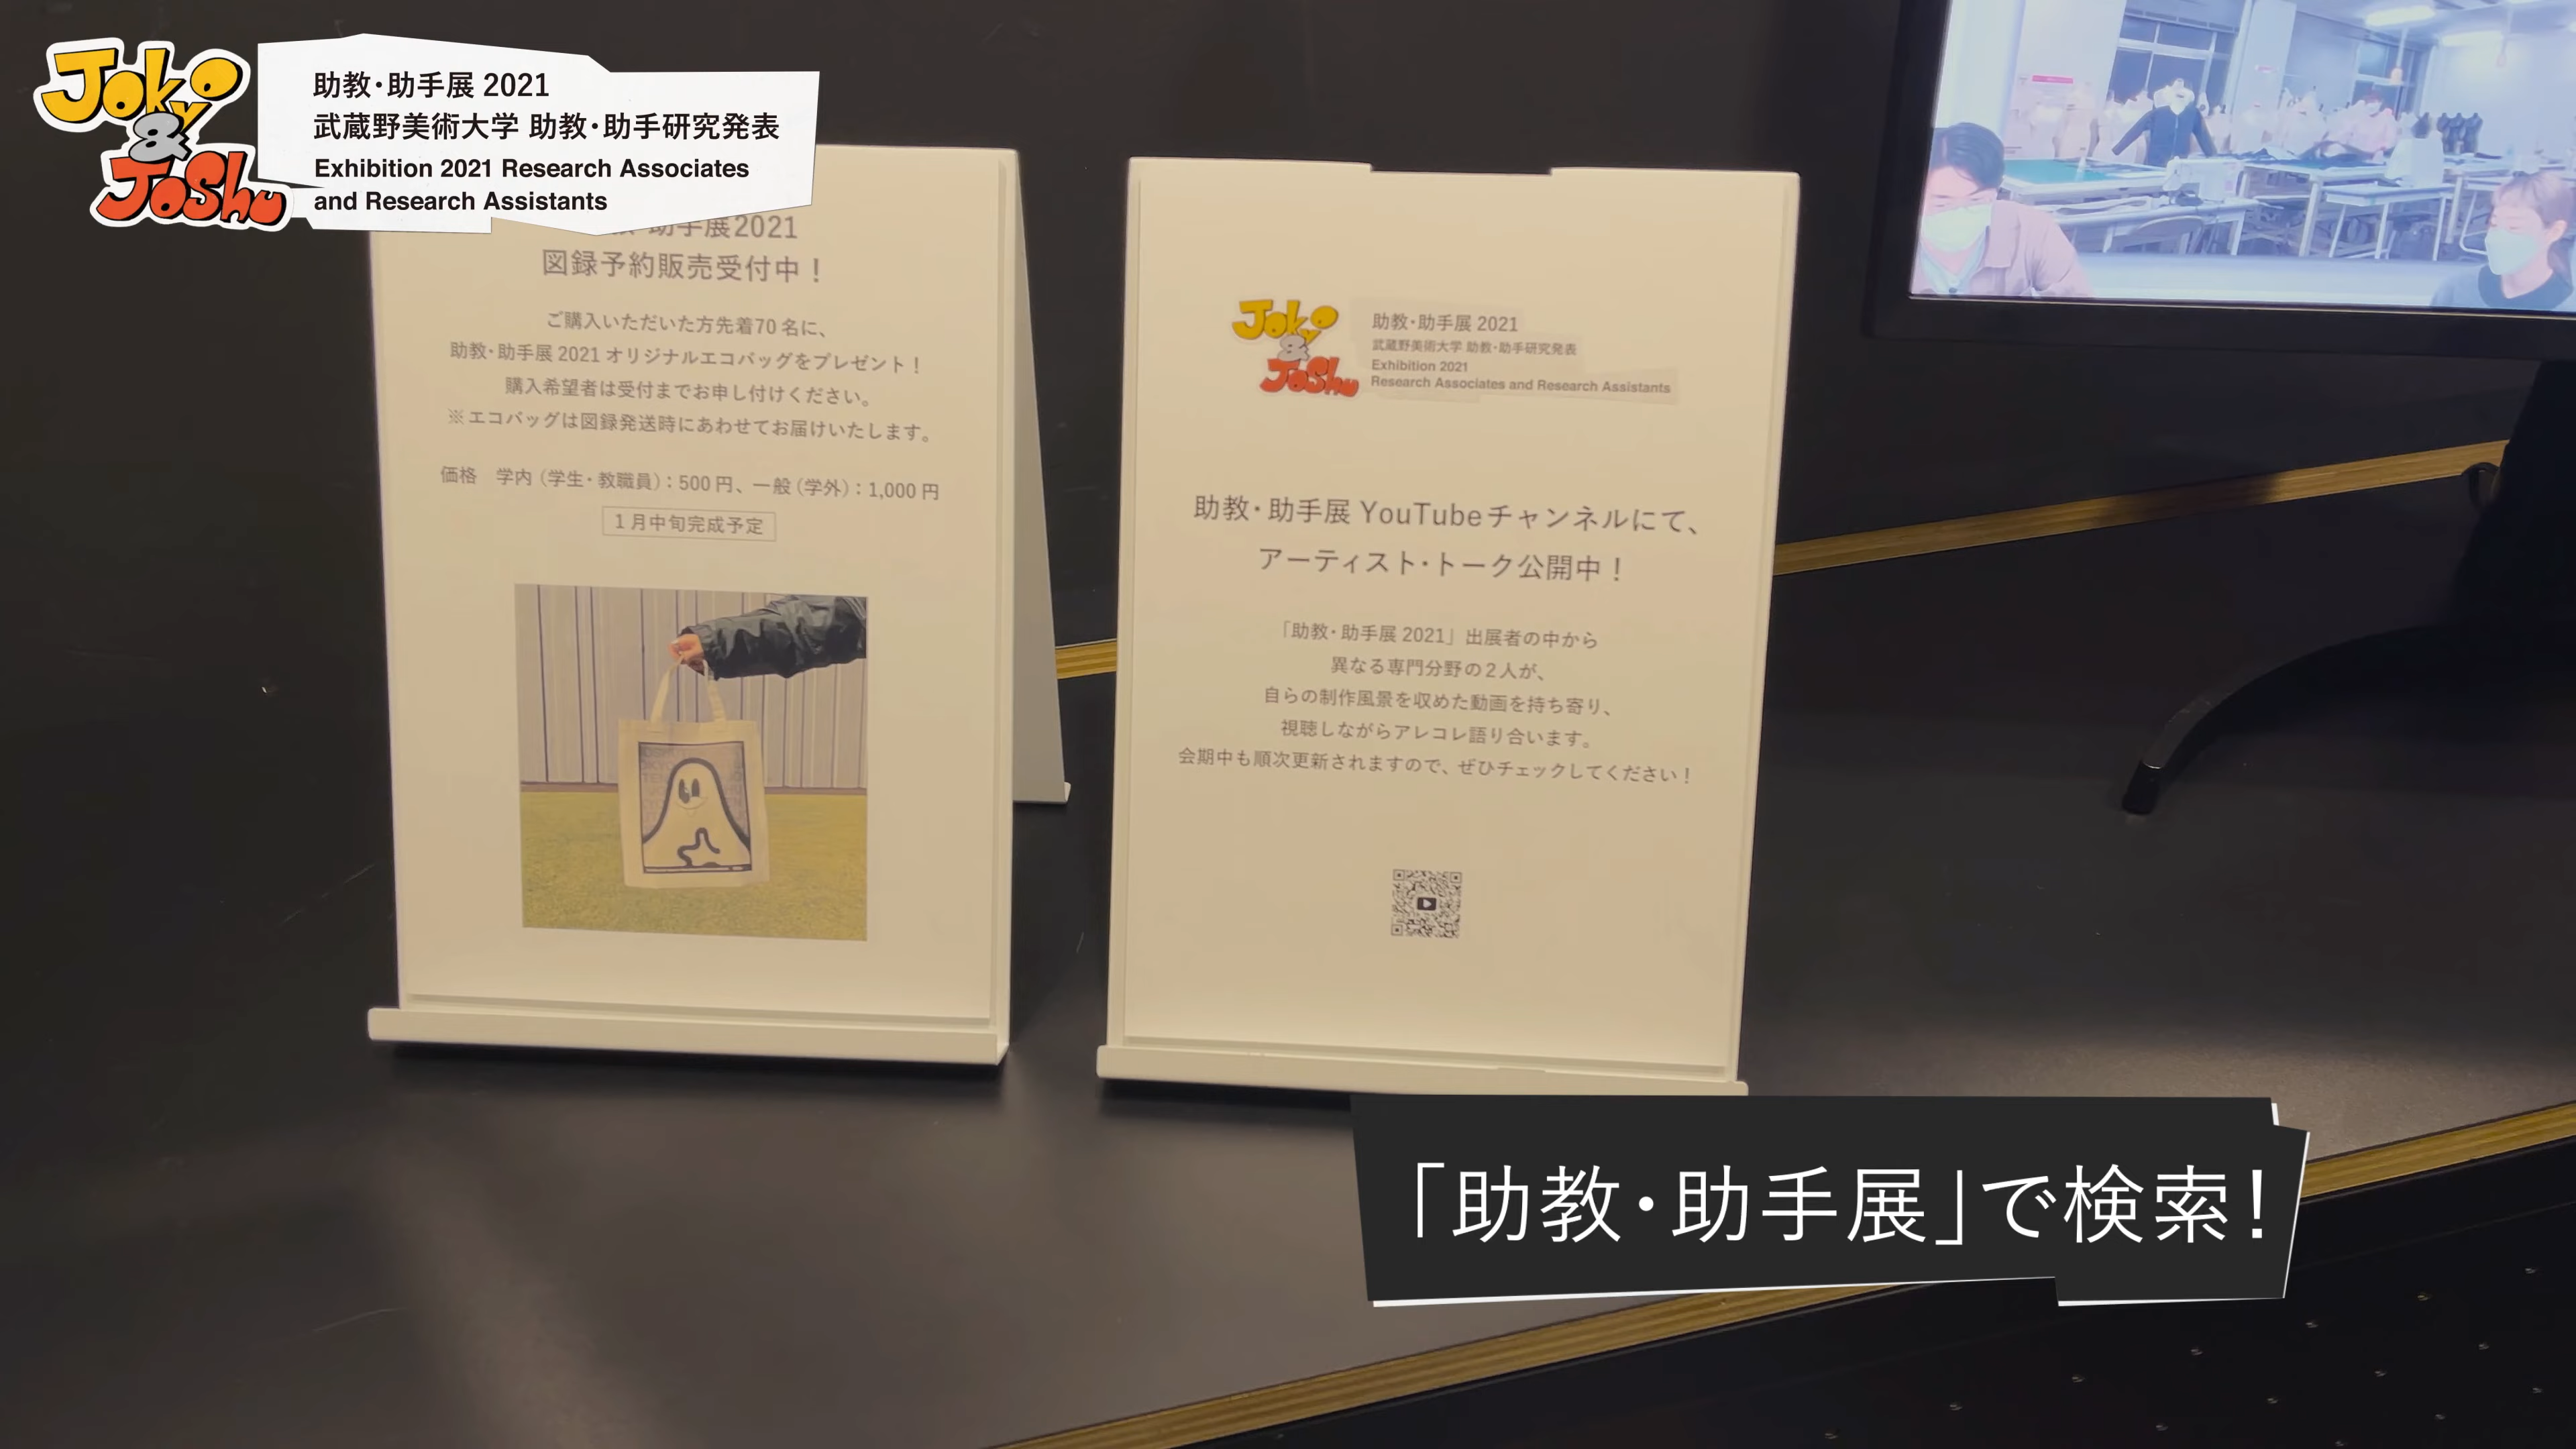 Jokyo
&
Joshu
助教・助手展 2021
武蔵野美術大学 助教・助手研究発表
Exhibition 2021 Research Associates
and Research Assistants
助手展2021
図録予約販売受付中！
ご購入いただいた方先着70名に、
助教・助手展 2021 オリジナルエコバッグをプレゼント！
購入希望者は受付までお申し付けください。
※エコバッグは図録発送時にあわせてお届けいたします。
価格　学内（学生・教職員）：500 円、一般（学外）：1,000 円
1 月中旬完成予定
Jokyo
&
Joshu
助教・助手展 2021
武蔵野美術大学 助教・助手研究発表
Exhibition 2021
Research Associates and Research Assistants
助教・助手展 YouTubeチャンネルにて、
アーティスト・トーク公開中！
「助教・助手展 2021」出展者の中から
異なる専門分野の2人が、
自らの制作風景を収めた動画を持ち寄り、
視聴しながらアレコレ語り合います。
会期中も順次更新されますので、ぜひチェックしてください！
「助教・助手展」で検索！